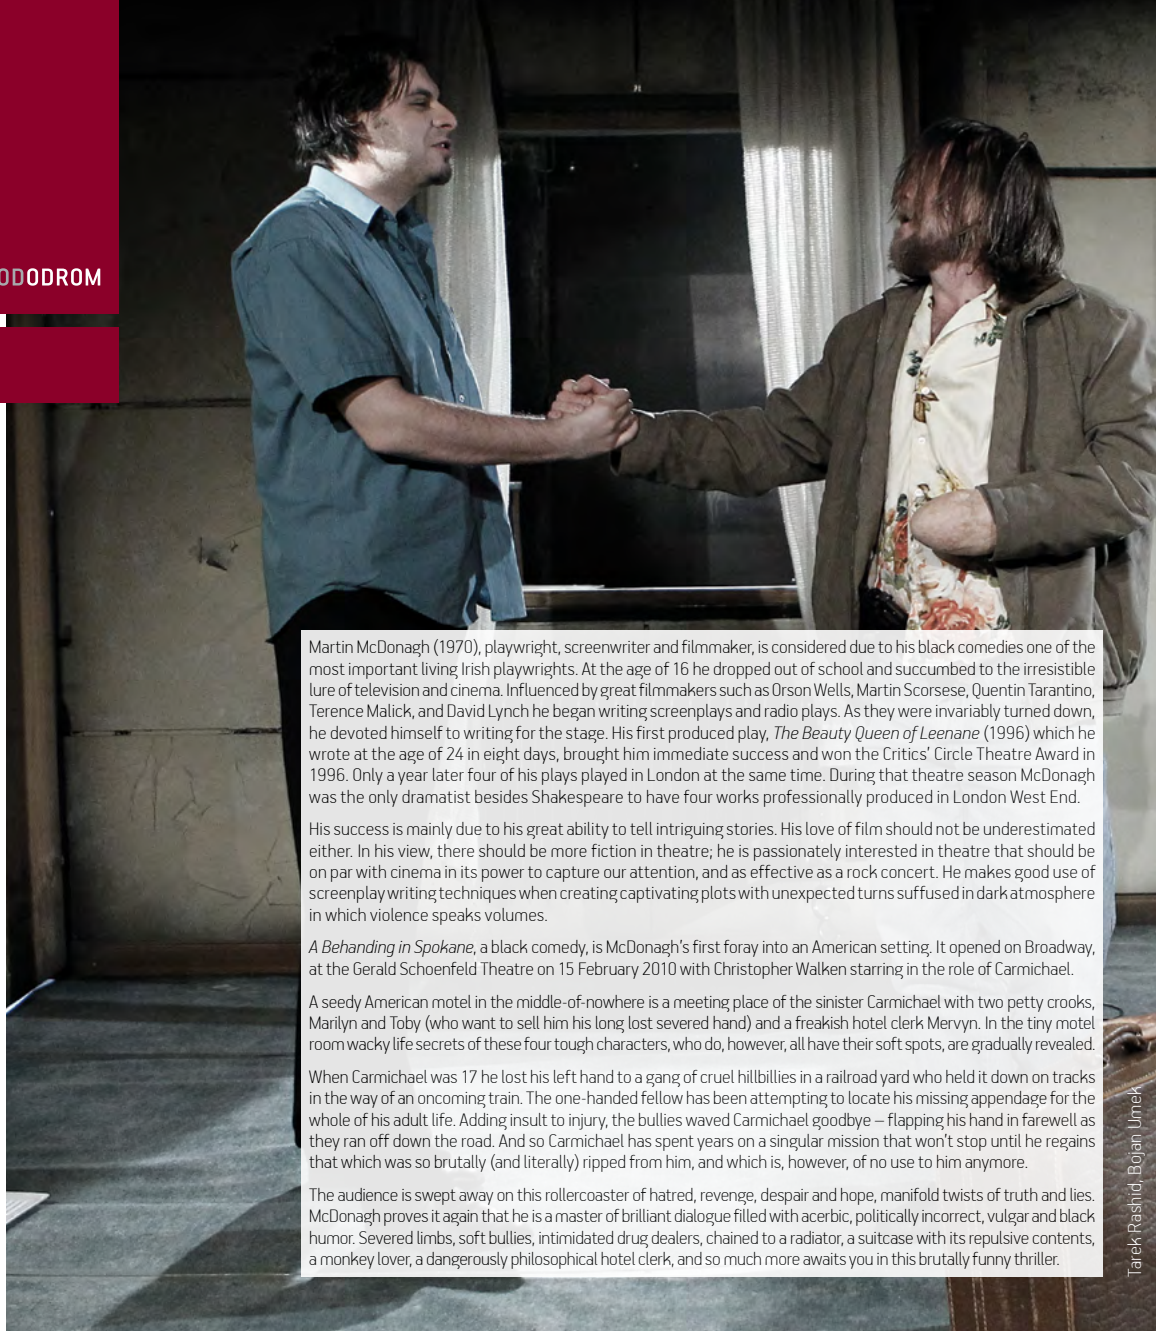 ODODROM
Martin McDonagh (1970), playwright, screenwriter and filmmaker, is considered due to his black comedies one of the
most important living Irish playwrights. At the age of 16 he dropped out of school and succumbed to the irresistible
lure of television and cinema. Influenced by great filmmakers such as Orson Wells, Martin Scorsese, Quentin Tarantino,
Terence Malick, and David Lynch he began writing screenplays and radio plays. As they were invariably turned down,
he devoted himself to writing for the stage. His first produced play, The Beauty Queen of Leenane (1996) which he
wrote at the age of 24 in eight days, brought him immediate success and won the Critics’ Circle Theatre Award in
1996. Only a year later four of his plays played in London at the same time. During that theatre season McDonagh
was the only dramatist besides Shakespeare to have four works professionally produced in London West End.
His success is mainly due to his great ability to tell intriguing stories. His love of film should not be underestimated
either. In his view, there should be more fiction in theatre; he is passionately interested in theatre that should be
on par with cinema in its power to capture our attention, and as effective as a rock concert. He makes good use of
screenplay writing techniques when creating captivating plots with unexpected turns suffused in dark atmosphere
in which violence speaks volumes.
A Behanding in Spokane, a black comedy, is McDonagh’s first foray into an American setting. It opened on Broadway,
at the Gerald Schoenfeld Theatre on 15 February 2010 with Christopher Walken starring in the role of Carmichael.
A seedy American motel in the middle-of-nowhere is a meeting place of the sinister Carmichael with two petty crooks,
Marilyn and Toby (who want to sell him his long lost severed hand) and a freakish hotel clerk Mervyn. In the tiny motel
room wacky life secrets of these four tough characters, who do, however, all have their soft spots, are gradually revealed.
When Carmichael was 17 he lost his left hand to a gang of cruel hillbillies in a railroad yard who held it down on tracks
in the way of an oncoming train. The one-handed fellow has been attempting to locate his missing appendage for the
whole of his adult life. Adding insult to injury, the bullies waved Carmichael goodbye – flapping his hand in farewell as
they ran off down the road. And so Carmichael has spent years on a singular mission that won’t stop until he regains
that which was so brutally (and literally) ripped from him, and which is, however, of no use to him anymore.
The audience is swept away on this rollercoaster of hatred, revenge, despair and hope, manifold twists of truth and lies.
McDonagh proves it again that he is a master of brilliant dialogue filled with acerbic, politically incorrect, vulgar and black
humor. Severed limbs, soft bullies, intimidated drug dealers, chained to a radiator, a suitcase with its repulsive contents,
a monkey lover, a dangerously philosophical hotel clerk, and so much more awaits you in this brutally funny thriller.
Tarek Rashid, Bojan Umek